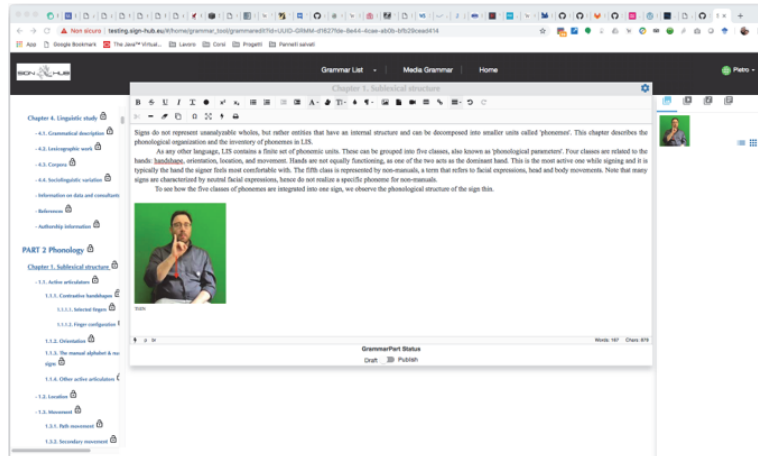 Non sicuro | testing.sign-hub.eu/#/home/grammar_tool/grammaredit?id=UUID-GRMM-d1627fde-8e44-4cae-ab0b-bfb29cead414
App
Google Bookmark
The Java™ Virtual...
Lavoro
Corsi
Progetti
Pannelli salvati
SIGN HUB
Grammar List
Media Grammar
Home
Pietro
Chapter 1. Sublexical structure
Chapter 4. Linguistic study
- 4.1. Grammatical description
- 4.2. Lexicographic work
- 4.3. Corpora
- 4.4. Sociolinguistic variation
- Information on data and consultants
- References
- Authorship information
PART 2 Phonology
Chapter 1. Sublexical structure
- 1.1. Active articulators
1.1.1. Contrastive handshapes
1.1.1.1. Selected fingers
1.1.1.2. Finger configuration
1.1.2. Orientation
1.1.3. The manual alphabet & nu
signs
1.1.4. Other active articulators
- 1.2. Location
- 1.3. Movement
1.3.1. Path movement
1.3.2. Secondary movement
Signs do not represent unanalyzable wholes, but rather entities that have an internal structure and can be decomposed into smaller units called 'phonemes'. This chapter describes the
phonological organization and the inventory of phonemes in LIS.
As any other language, LIS contains a finite set of phonemic units. These can be grouped into five classes, also known as 'phonological parameters'. Four classes are related to the
hands: handshape, orientation, location, and movement. Hands are not equally functioning, as one of the two acts as the dominant hand. This is the most active one while signing and it is
typically the hand the signer feels most comfortable with. The fifth class is represented by non-manuals, a term that refers to facial expressions, head and body movements. Note that many
signs are characterized by neutral facial expressions, hence do not realize a specific phoneme for non-manuals.
To see how the five classes of phonemes are integrated into one sign, we observe the phonological structure of the sign thin.
Words: 167 Chars: 879
GrammarPart Status
Draft
Publish